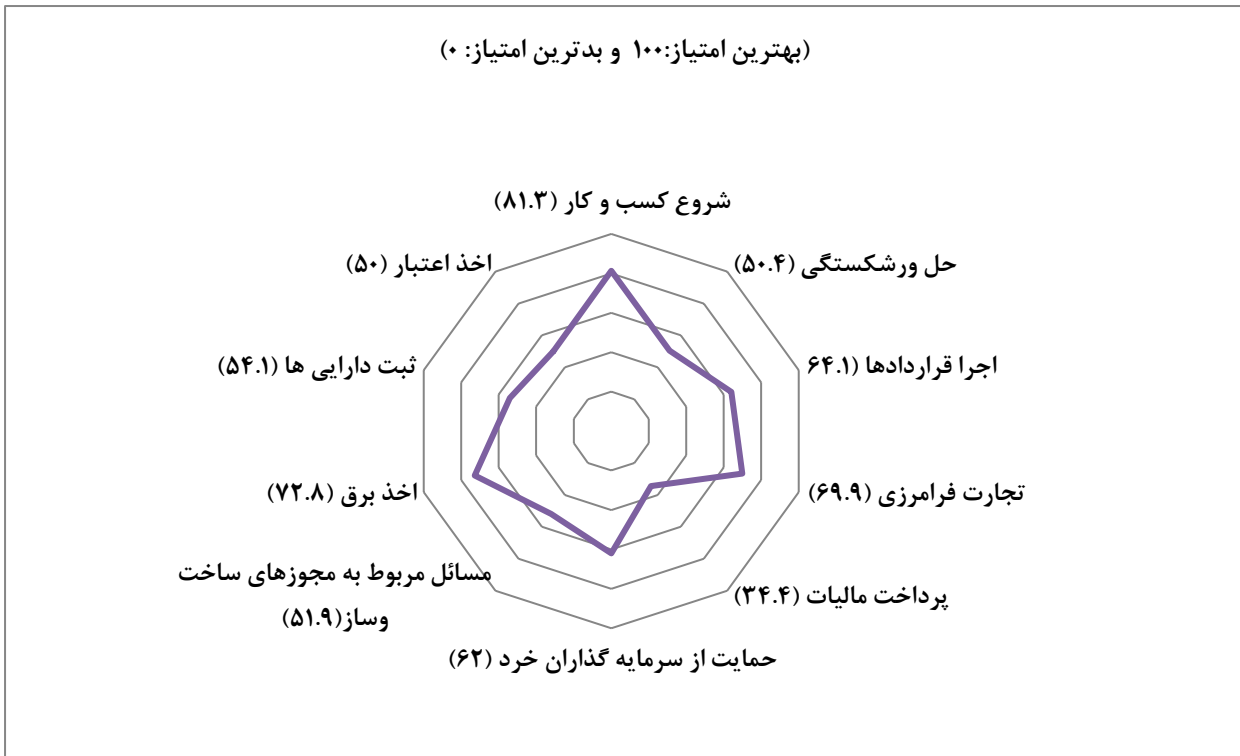 (بهترین امتیاز:۱۰۰ و بدترین امتیاز: ۰)
شروع کسب و کار (۸۱.۳)
حل ورشکستگی (۵۰.۴)
اجرا قراردادها (۶۴.۱
تجارت فرامرزی (۶۹.۹)
پرداخت مالیات (۳۴.۴)
حمایت از سرمایه گذاران خرد (۶۲)
مسائل مربوط به مجوزهای ساخت
وساز(۵۱.۹)
اخذ برق (۷۲.۸)
ثبت دارایی ها (۵۴.۱)
اخذ اعتبار (۵۰)